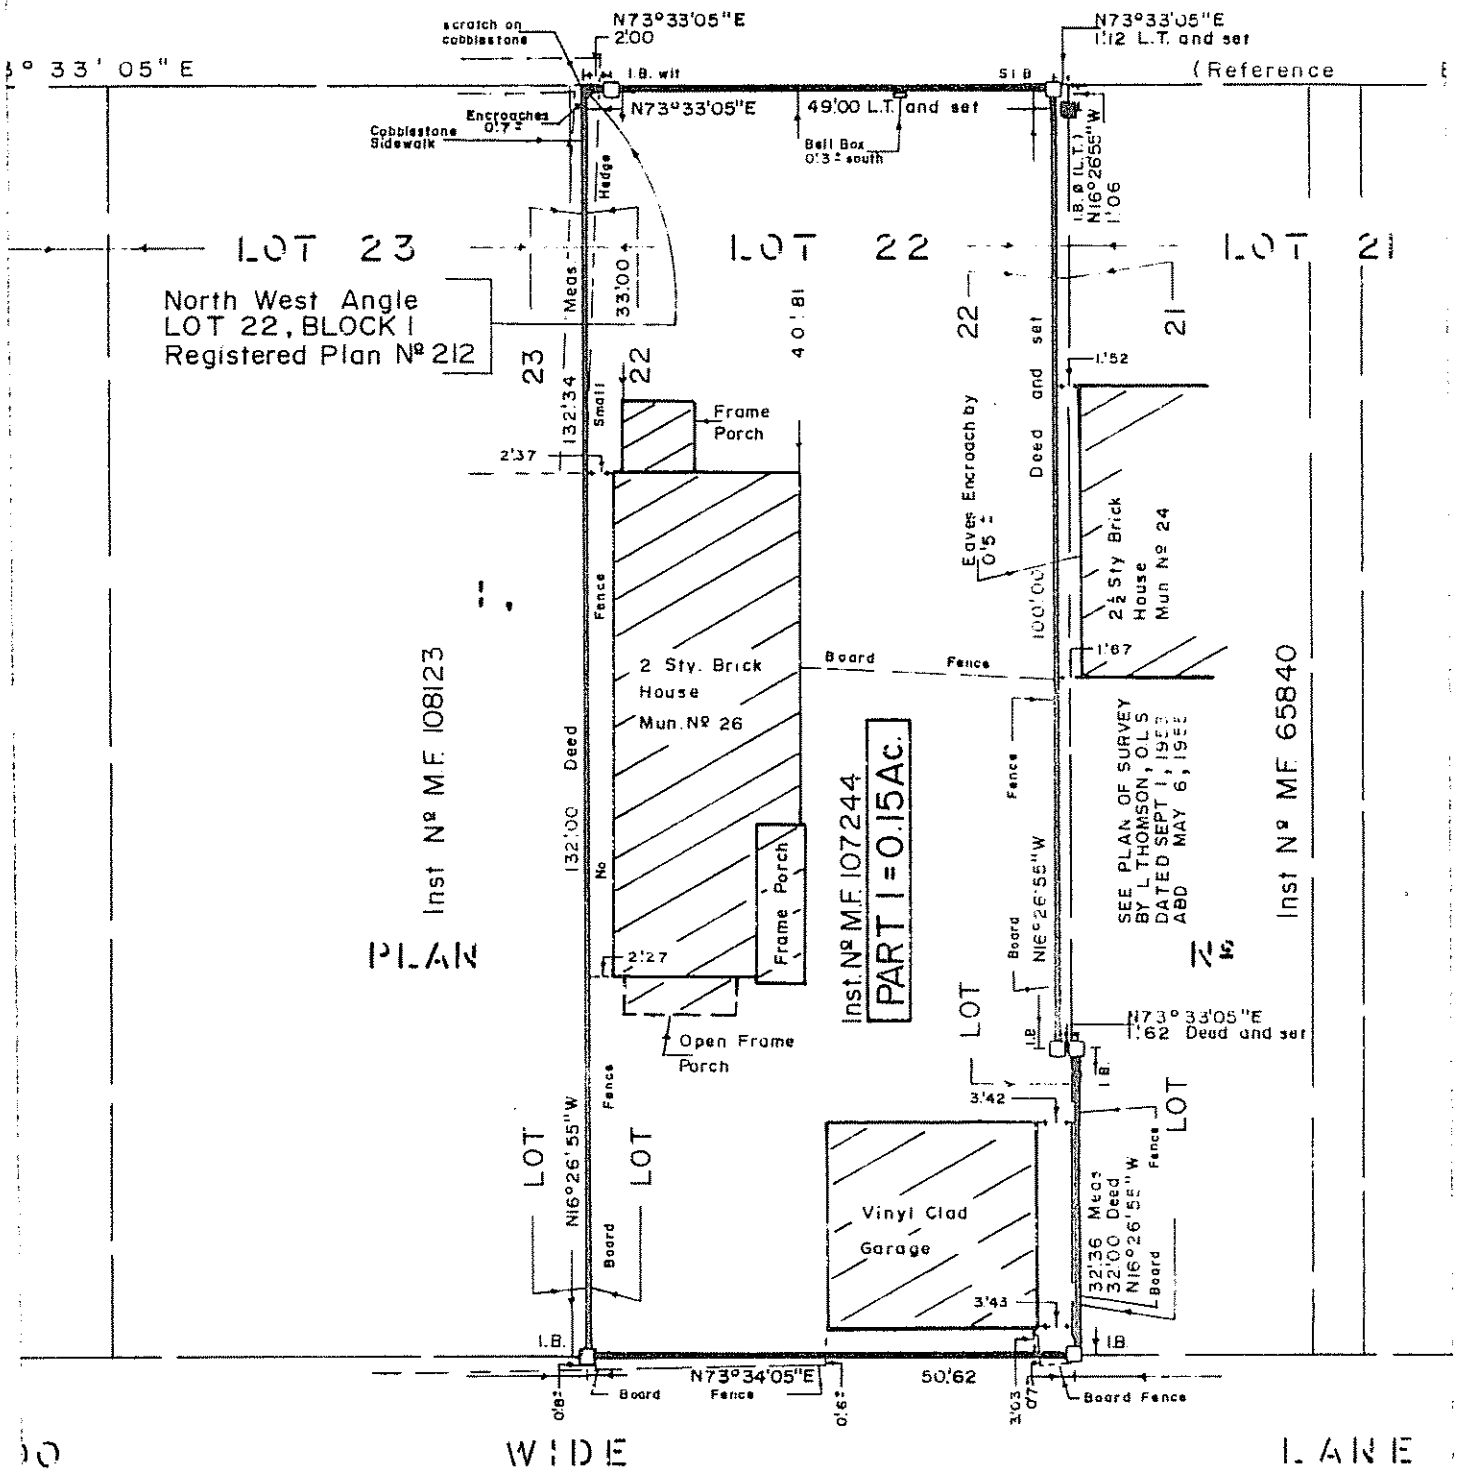 scratch on
cobblestone
N73°33'05"E
2'.00
N73°33'05"E
1'.12 L.T. and set
3° 33' 05" E
I.B. wit
S I B
(Reference
Encroaches
0'.7±
N73°33'05"E
49'.00 L.T. and set
Cobblestone
Sidewalk
Bell Box
0'.3± south
I.B. Ø (L.T.)
N16°26'55"W
1'.06
Hedge
LOT 23
LOT 22
LOT 21
Meas
33'.00
40'.81
North West Angle
LOT 22, BLOCK 1
Registered Plan Nº 212
23
22
22
21
132'.34
Small
Deed and set
1'.52
Frame
Porch
2'.37
Eaves Encroach by
0'.5±
2½ Sty Brick
House
Mun Nº 24
Fence
100'.00
Board Fence
1'.67
2 Sty. Brick
House
Mun. Nº 26
Inst Nº M.F. 108123
132'.00 Deed
No
Frame Porch
Inst. Nº M.F. 107244
PART 1 = 0.15Ac.
Fence
Board
N16°26'55"W
SEE PLAN OF SURVEY
BY L THOMSON, O.L.S
DATED SEPT 1,
ABD MAY 6,
Inst Nº MF 65840
PLAN
Nº
2'.27
Open Frame
Porch
LOT
I.B.
N73°33'05"E
1'.62 Deed and set
I.B.
LOT
3'.42
Fence
Board
LOT
N16°26'55"W
LOT
Vinyl Clad
Garage
3'.43
32'.36 Meas
32'.00 Deed
N16°26'55"W
Fence
Board
I.B.
I.B.
N73°34'05"E
50'.62
0'.8±
Board Fence
0'.6±
3'.03
0'.7±
Board Fence
WIDE
LANE